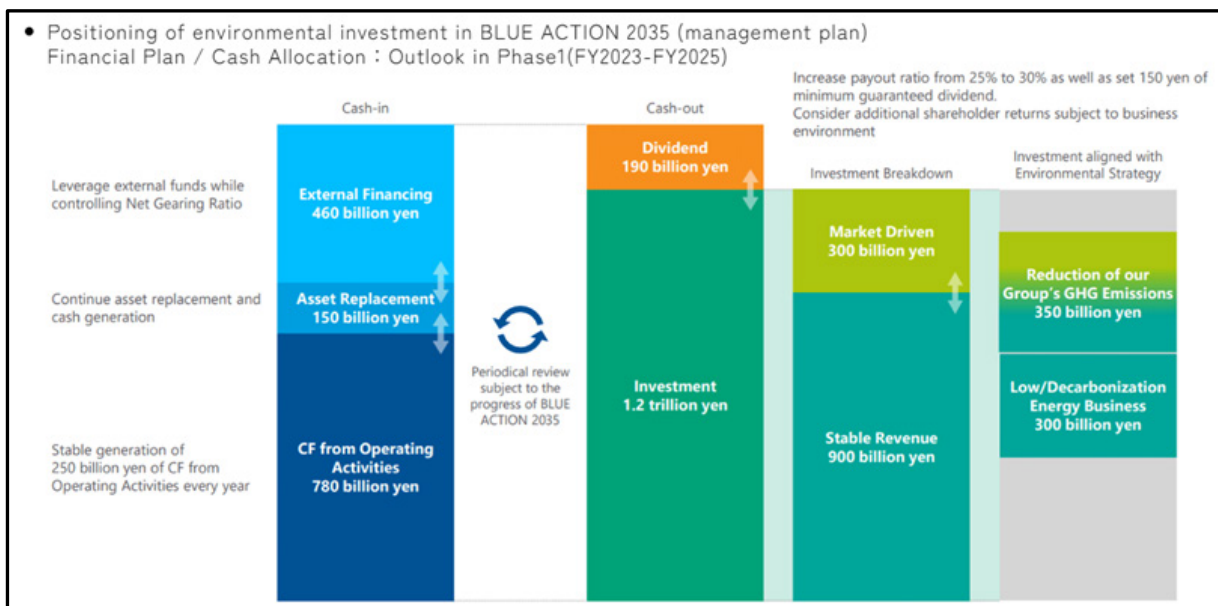 ● Positioning of environmental investment in BLUE ACTION 2035 (management plan)
Financial Plan / Cash Allocation：Outlook in Phase1(FY2023-FY2025)
Increase payout ratio from 25% to 30% as well as set 150 yen of
minimum guaranteed dividend.
Consider additional shareholder returns subject to business
environment
Cash-in
Cash-out
Investment Breakdown
Investment aligned with
Environmental Strategy
Leverage external funds while
controlling Net Gearing Ratio
External Financing
460 billion yen
Continue asset replacement and
cash generation
Asset Replacement
150 billion yen
Stable generation of
250 billion yen of CF from
Operating Activities every year
CF from Operating
Activities
780 billion yen
Periodical review
subject to the
progress of BLUE
ACTION 2035
Dividend
190 billion yen
Investment
1.2 trillion yen
Market Driven
300 billion yen
Stable Revenue
900 billion yen
Reduction of our
Group's GHG Emissions
350 billion yen
Low/Decarbonization
Energy Business
300 billion yen